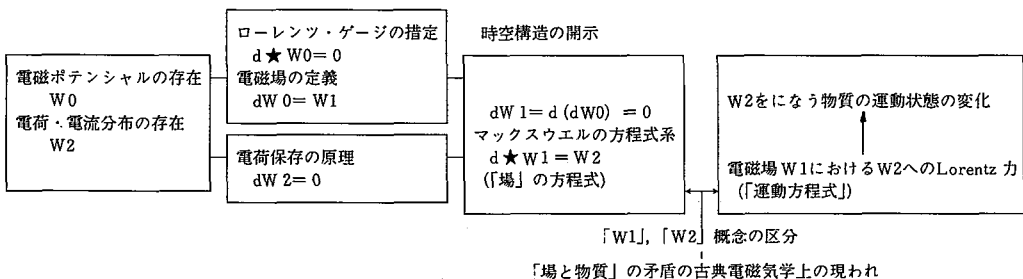 電磁ポテンシャルの存在
W0
電荷・電流分布の存在
W2
ローレンツ・ゲージの措定
d★W0=0
電磁場の定義
dW0=W1
電荷保存の原理
dW2=0
時空構造の開示
dW1=d(dW0)=0
マックスウエルの方程式系
d★W1=W2
(「場」の方程式)
W2をになう物質の運動状態の変化
電磁場W1におけるW2へのLorentz力
(「運動方程式」)
「W1」,「W2」概念の区分
「場と物質」の矛盾の古典電磁気学上の現われ